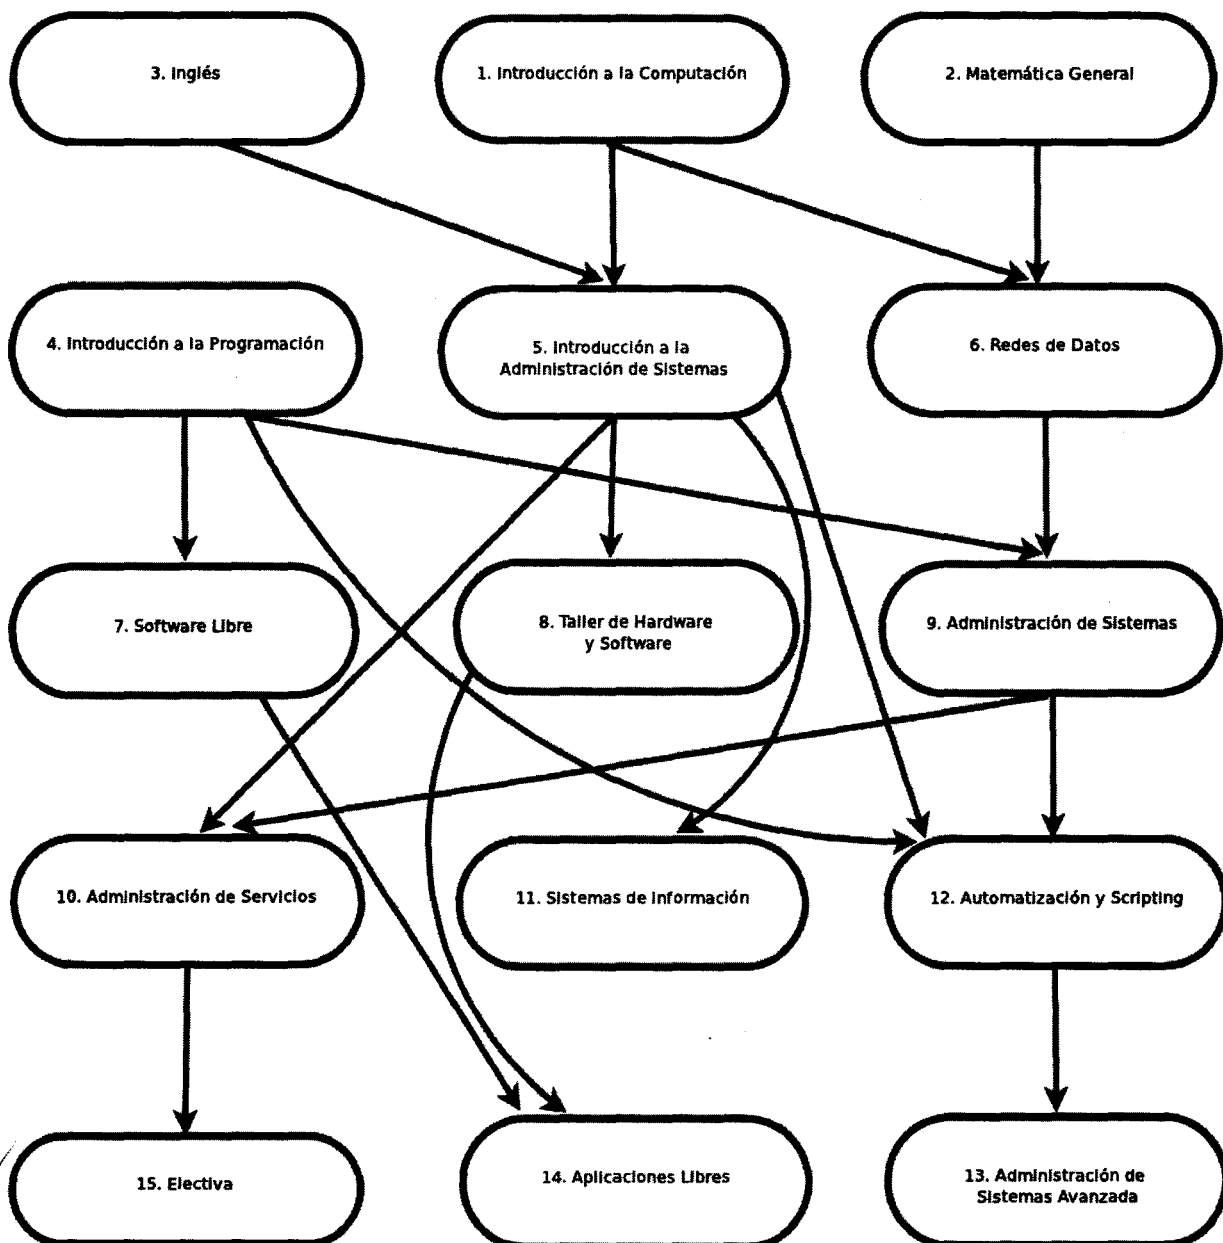 3. Inglés
1. Introducción a la Computación
2. Matemática General
4. Introducción a la Programación
5. Introducción a la
Administración de Sistemas
6. Redes de Datos
7. Software Libre
8. Taller de Hardware
y Software
9. Administración de Sistemas
10. Administración de Servicios
11. Sistemas de Información
12. Automatización y Scripting
15. Electiva
14. Aplicaciones Libres
13. Administración de
Sistemas Avanzada